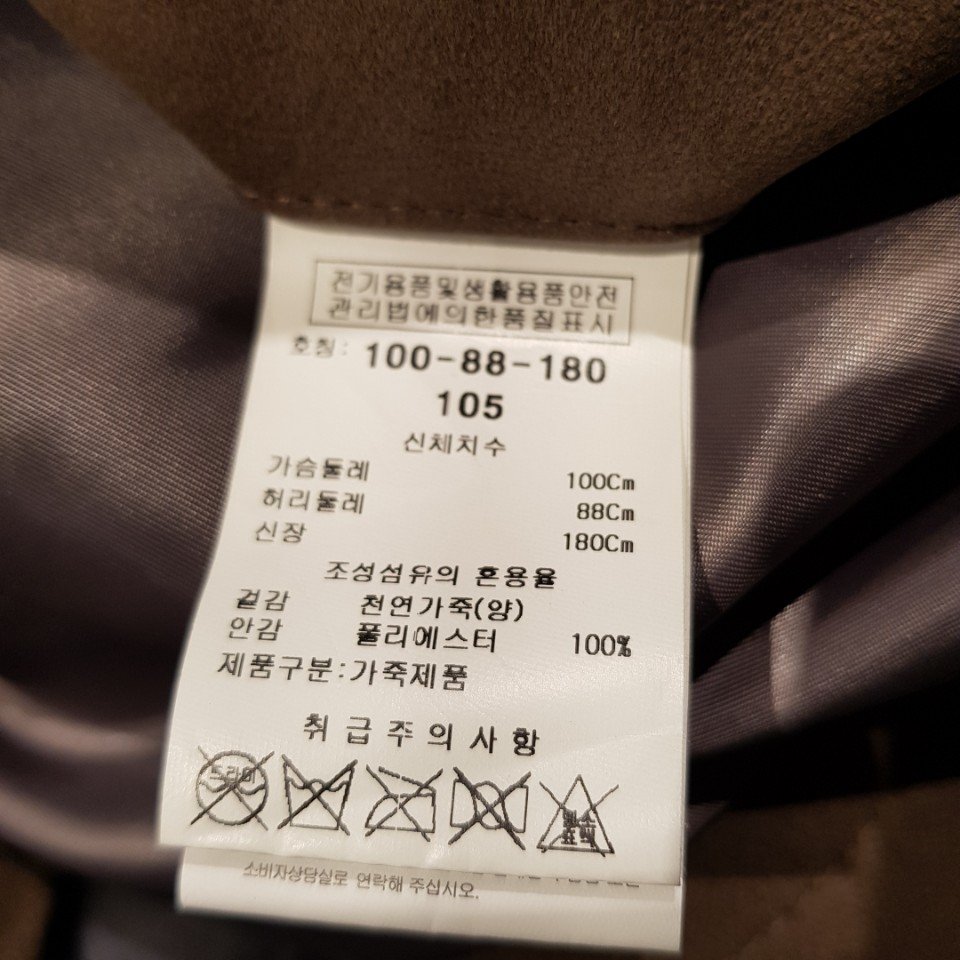 전기용품및생활용품안전
관리법에의한품질표시
호칭: 100-88-180
105
신체치수
가슴둘레 100Cm
허리둘레 88Cm
신장 180Cm
조성섬유의 혼용율
겉감 천연가죽(양)
안감 폴리에스터 100%
제품구분:가죽제품
취급주의사항
드라이
염소
표백
소비자상담실로 연락해 주십시오.